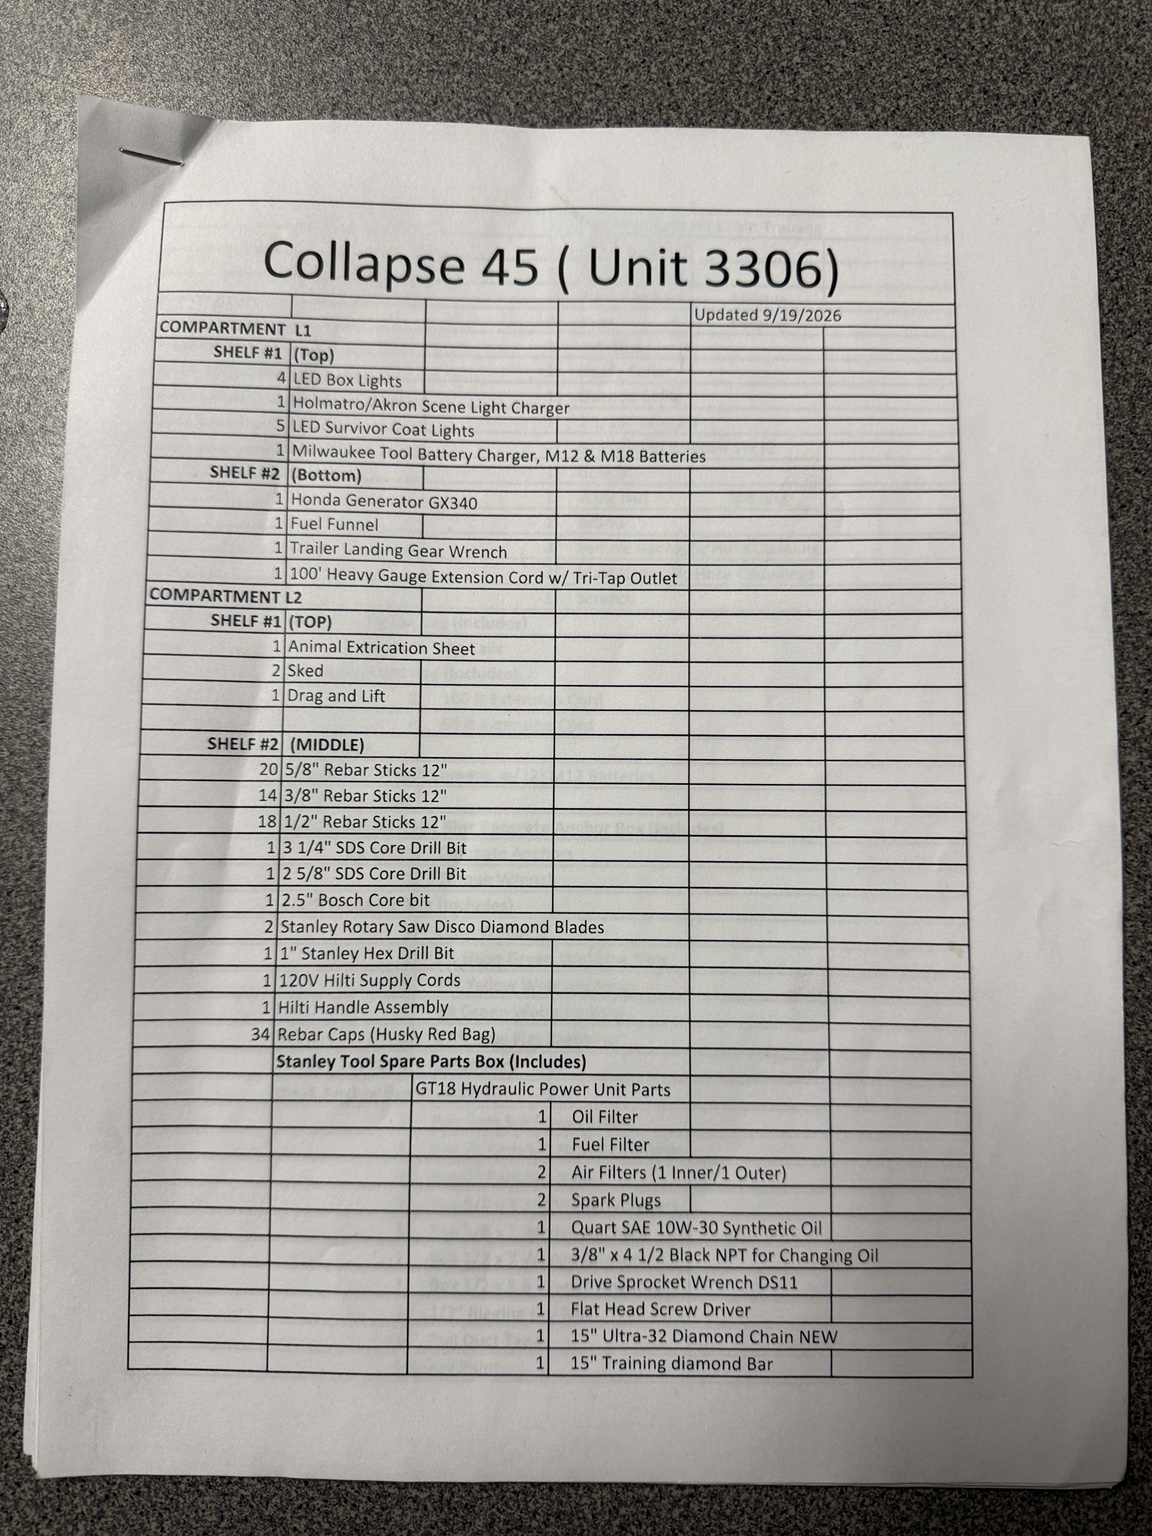 Collapse 45 ( Unit 3306)
Updated 9/19/2026
COMPARTMENT L1
SHELF #1 (Top)
4 LED Box Lights
1 Holmatro/Akron Scene Light Charger
5 LED Survivor Coat Lights
1 Milwaukee Tool Battery Charger, M12 & M18 Batteries
SHELF #2 (Bottom)
1 Honda Generator GX340
1 Fuel Funnel
1 Trailer Landing Gear Wrench
1 100' Heavy Gauge Extension Cord w/ Tri-Tap Outlet
COMPARTMENT L2
SHELF #1 (TOP)
1 Animal Extrication Sheet
2 Sked
1 Drag and Lift
SHELF #2 (MIDDLE)
20 5/8" Rebar Sticks 12"
14 3/8" Rebar Sticks 12"
18 1/2" Rebar Sticks 12"
1 3 1/4" SDS Core Drill Bit
1 2 5/8" SDS Core Drill Bit
1 2.5" Bosch Core bit
2 Stanley Rotary Saw Disco Diamond Blades
1 1" Stanley Hex Drill Bit
1 120V Hilti Supply Cords
1 Hilti Handle Assembly
34 Rebar Caps (Husky Red Bag)
Stanley Tool Spare Parts Box (Includes)
GT18 Hydraulic Power Unit Parts
1 Oil Filter
1 Fuel Filter
2 Air Filters (1 Inner/1 Outer)
2 Spark Plugs
1 Quart SAE 10W-30 Synthetic Oil
1 3/8" x 4 1/2 Black NPT for Changing Oil
1 Drive Sprocket Wrench DS11
1 Flat Head Screw Driver
1 15" Ultra-32 Diamond Chain NEW
1 15" Training diamond Bar